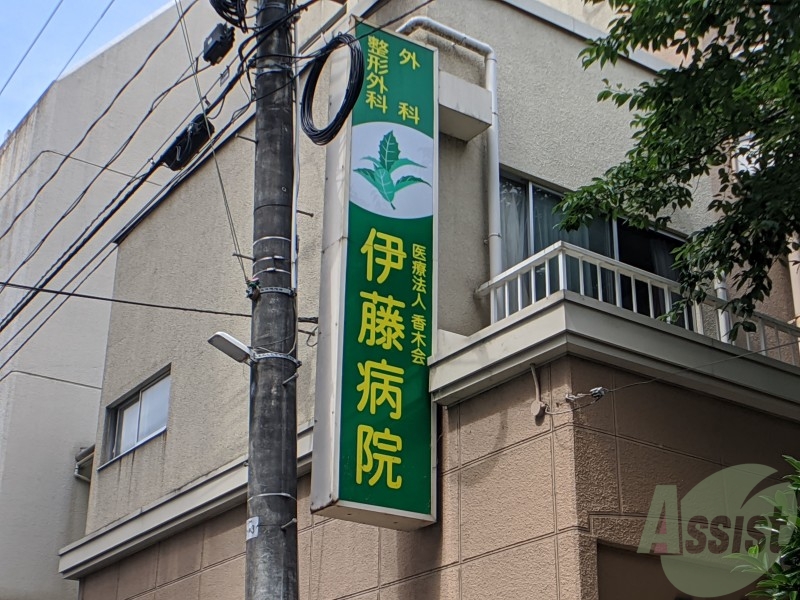 外科
整形外科
医療法人 香木会
伊藤病院
Assist